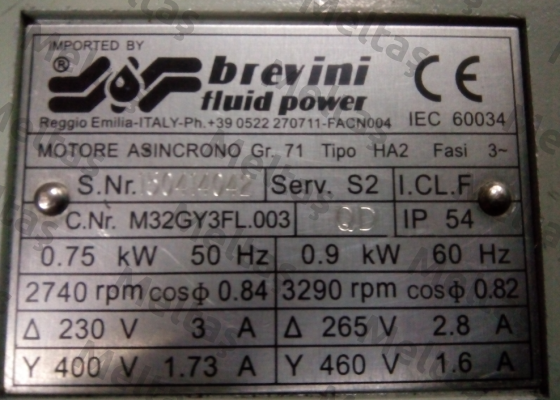 IMPORTED BY
® brevini
fluid power
Reggio Emilia-ITALY-Ph.+39 0522 270711-FACN004 IEC 60034
MOTORE ASINCRONO Gr. 71 Tipo HA2 Fasi 3~
S.Nr. Serv. S2 I.CL.F
C.Nr. M32GY3FL.003 QD IP 54
0.75 kW 50 Hz 0.9 kW 60 Hz
2740 rpm cosϕ 0.84 3290 rpm cosϕ 0.82
Δ 230 V 3 A Δ 265 V 2.8 A
Y 400 V 1.73 A Y 460 V 1.6 A
Meltaş